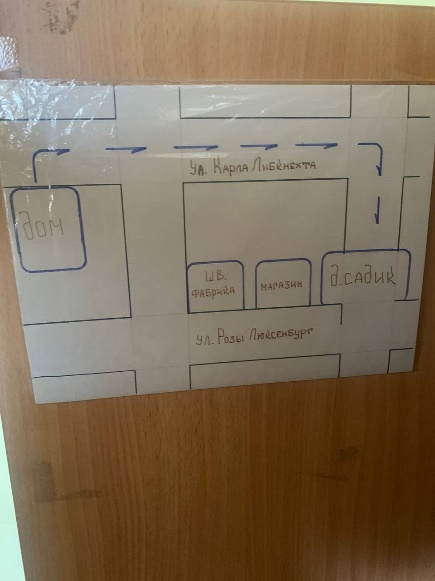 Ул. Карла Либкнехта
дом
шв.
фабрика
магазин
д.садик
ул. Розы Люксенбург